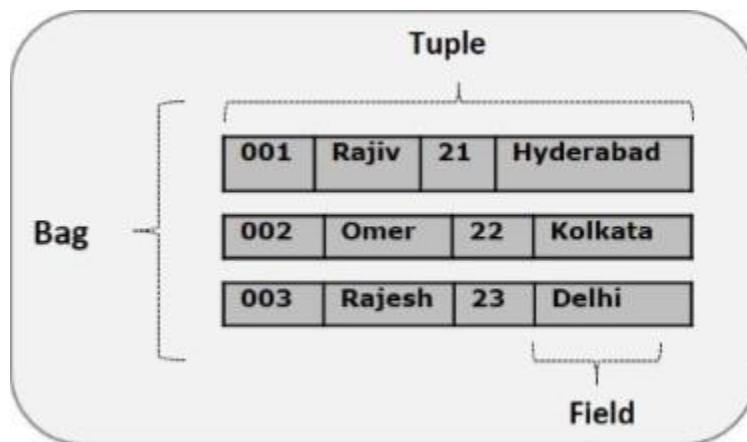 Tuple
001 Rajiv 21 Hyderabad
Bag
002 Omer 22 Kolkata
003 Rajesh 23 Delhi
Field